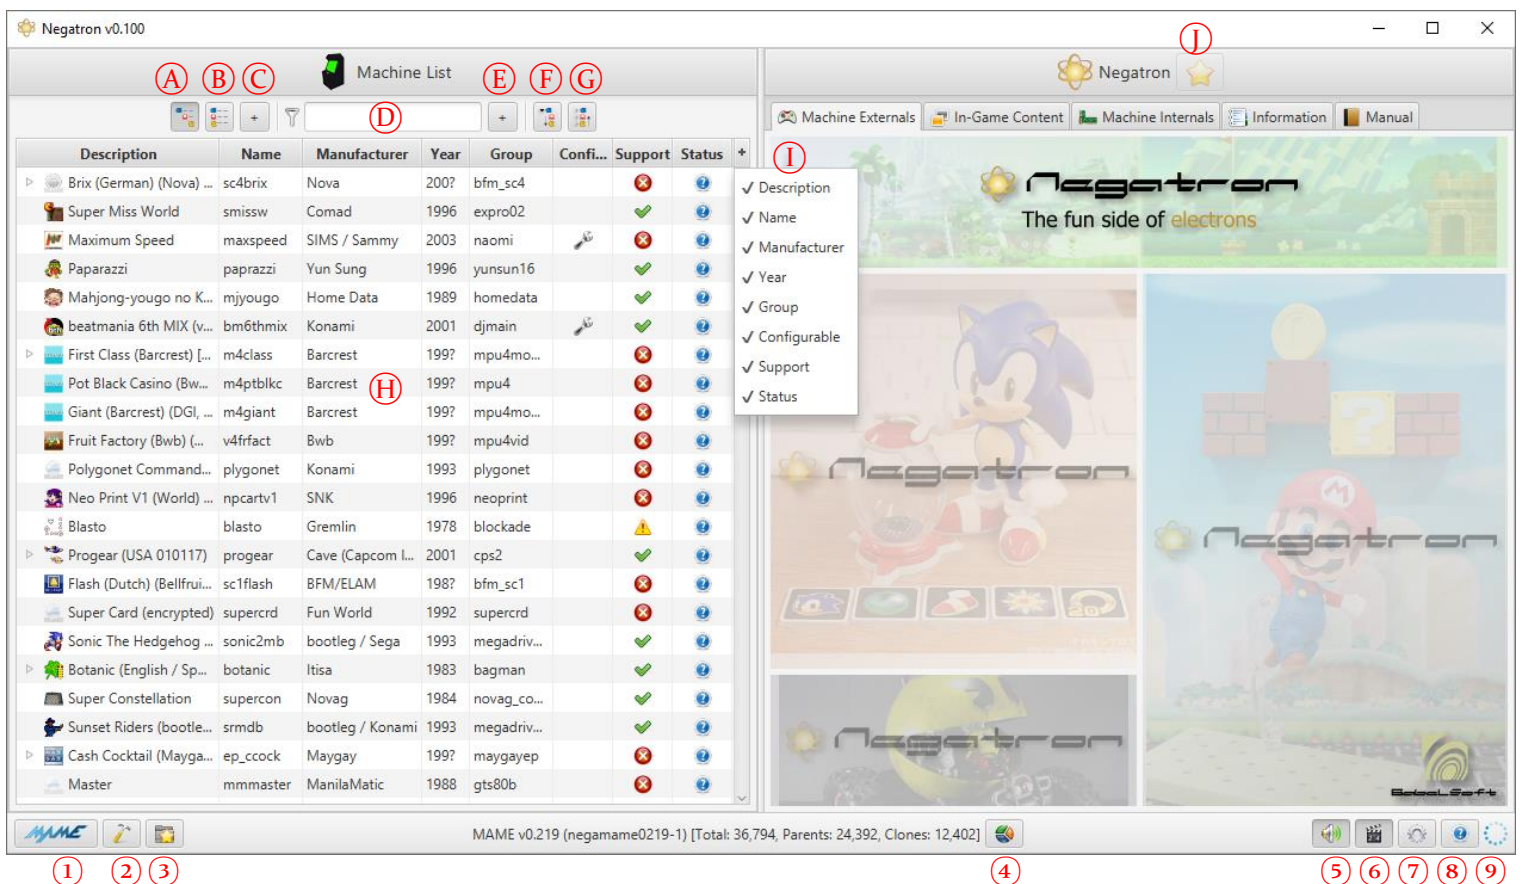 Negatron v0.100
J
Machine List
Negatron
A B C E F G
D
+ +
Machine Externals In-Game Content Machine Internals Information Manual
Description Name Manufacturer Year Group Confi... Support Status +
I
Brix (German) (Nova) ... sc4brix Nova 200? bfm_sc4
Super Miss World smissw Comad 1996 expro02
Maximum Speed maxspeed SIMS / Sammy 2003 naomi
Paparazzi paprazzi Yun Sung 1996 yunsun16
Mahjong-yougo no K... mjyougo Home Data 1989 homedata
beatmania 6th MIX (v... bm6thmix Konami 2001 djmain
First Class (Barcrest) [... m4class Barcrest 199? mpu4mo...
Pot Black Casino (Bw... m4ptblkc Barcrest 199? mpu4
H
Giant (Barcrest) (DGI, ... m4giant Barcrest 199? mpu4mo...
Fruit Factory (Bwb) (... v4frfact Bwb 199? mpu4vid
Polygonet Command... plygonet Konami 1993 plygonet
Neo Print V1 (World) ... npcartv1 SNK 1996 neoprint
Blasto blasto Gremlin 1978 blockade
Progear (USA 010117) progear Cave (Capcom l... 2001 cps2
Flash (Dutch) (Bellfrui... sc1flash BFM/ELAM 198? bfm_sc1
Super Card (encrypted) supercrd Fun World 1992 supercrd
Sonic The Hedgehog ... sonic2mb bootleg / Sega 1993 megadriv...
Botanic (English / Sp... botanic Itisa 1983 bagman
Super Constellation supercon Novag 1984 novag_co...
Sunset Riders (bootle... srmdb bootleg / Konami 1993 megadriv...
Cash Cocktail (Mayga... ep_ccock Maygay 199? maygayep
Master mmmaster ManilaMatic 1988 gts80b
✓ Description
✓ Name
✓ Manufacturer
✓ Year
✓ Group
✓ Configurable
✓ Support
✓ Status
Negatron
The fun side of electrons
Negatron
Negatron
Negatron
20
BabelSoft
MAME
MAME v0.219 (negamame0219-1) [Total: 36,794, Parents: 24,392, Clones: 12,402]
1 2 3 4 5 6 7 8 9